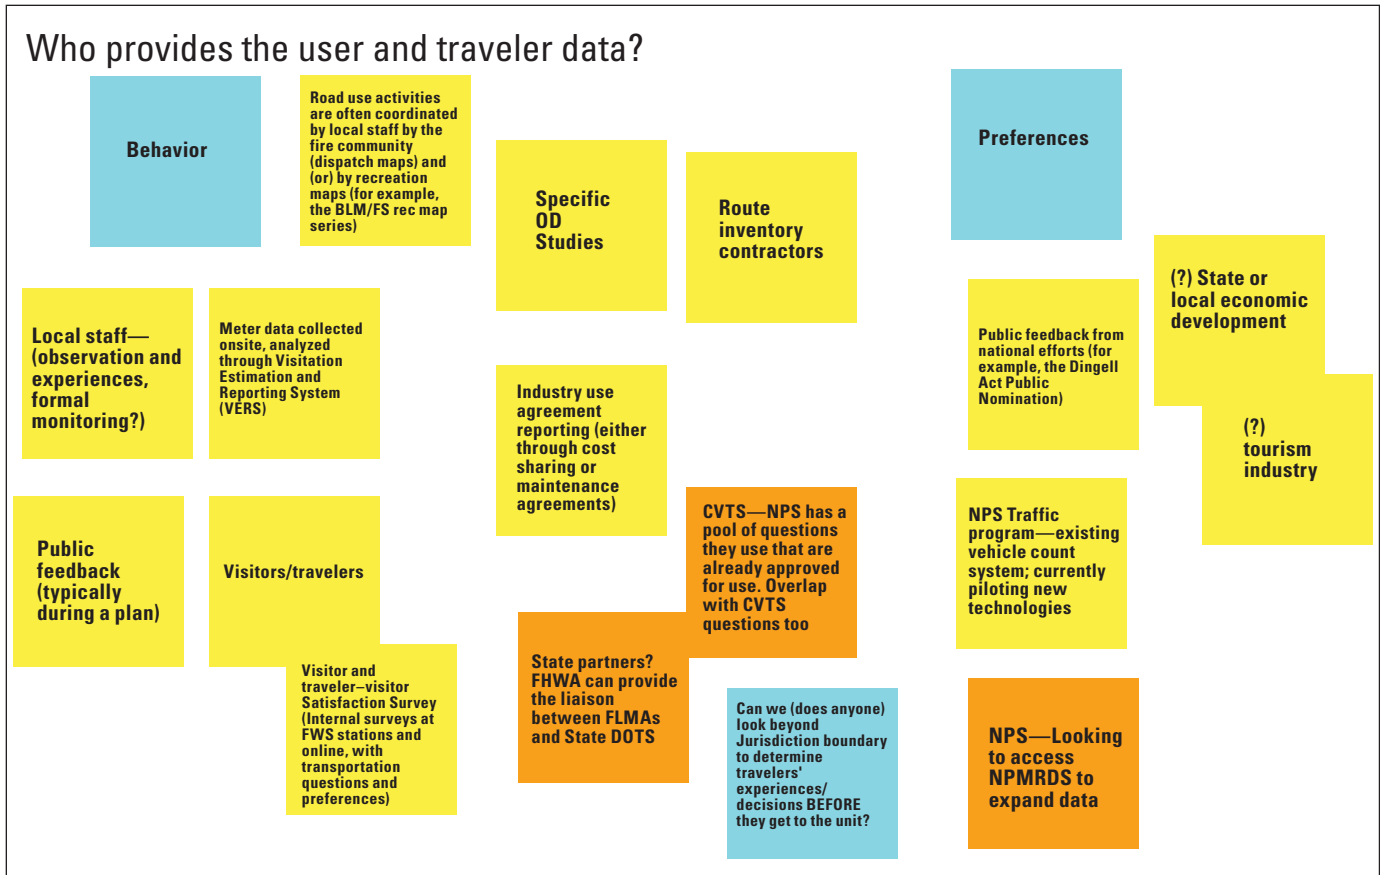 Who provides the user and traveler data?
Behavior
Road use activities
are often coordinated
by local staff by the
fire community
(dispatch maps) and
(or) by recreation
maps (for example,
the BLM/FS rec map
series)
Specific
OD
Studies
Route
inventory
contractors
Preferences
Local staff—
(observation and
experiences,
formal
monitoring?)
Meter data collected
onsite, analyzed
through Visitation
Estimation and
Reporting System
(VERS)
Industry use
agreement
reporting (either
through cost
sharing or
maintenance
agreements)
Public feedback from
national efforts (for
example, the Dingell
Act Public
Nomination)
(?) State or
local economic
development
(?)
tourism
industry
Public
feedback
(typically
during a plan)
Visitors/travelers
Visitor and
traveler–visitor
Satisfaction Survey
(Internal surveys at
FWS stations and
online, with
transportation
questions and
preferences)
CVTS—NPS has a
pool of questions
they use that are
already approved
for use. Overlap
with CVTS
questions too
State partners?
FHWA can provide
the liaison
between FLMAs
and State DOTS
Can we (does anyone)
look beyond
Jurisdiction boundary
to determine
travelers'
experiences/
decisions BEFORE
they get to the unit?
NPS Traffic
program—existing
vehicle count
system; currently
piloting new
technologies
NPS—Looking
to access
NPMRDS to
expand data